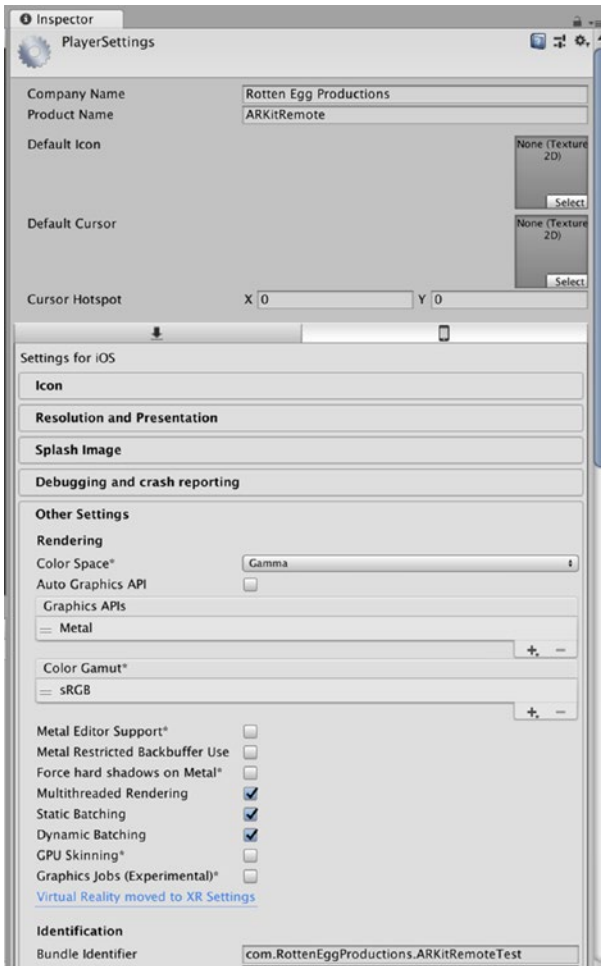 Inspector
PlayerSettings
Company Name Rotten Egg Productions
Product Name ARKitRemote
Default Icon None (Texture
2D)
Select
Default Cursor None (Texture
2D)
Select
Cursor Hotspot X 0 Y 0
Settings for iOS
Icon
Resolution and Presentation
Splash Image
Debugging and crash reporting
Other Settings
Rendering
Color Space* Gamma
Auto Graphics API
Graphics APIs
Metal
+ −
Color Gamut*
sRGB
+ −
Metal Editor Support*
Metal Restricted Backbuffer Use
Force hard shadows on Metal*
Multithreaded Rendering
Static Batching
Dynamic Batching
GPU Skinning*
Graphics Jobs (Experimental)*
Virtual Reality moved to XR Settings
Identification
Bundle Identifier com.RottenEggProductions.ARKitRemoteTest